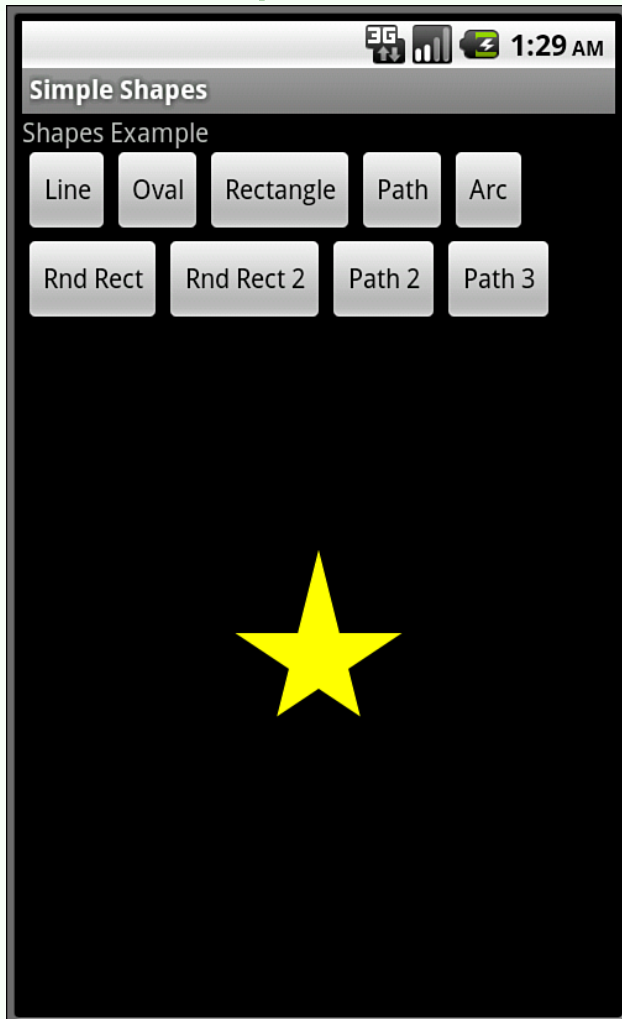 3G 1:29 AM
Simple Shapes
Shapes Example
Line Oval Rectangle Path Arc
Rnd Rect Rnd Rect 2 Path 2 Path 3